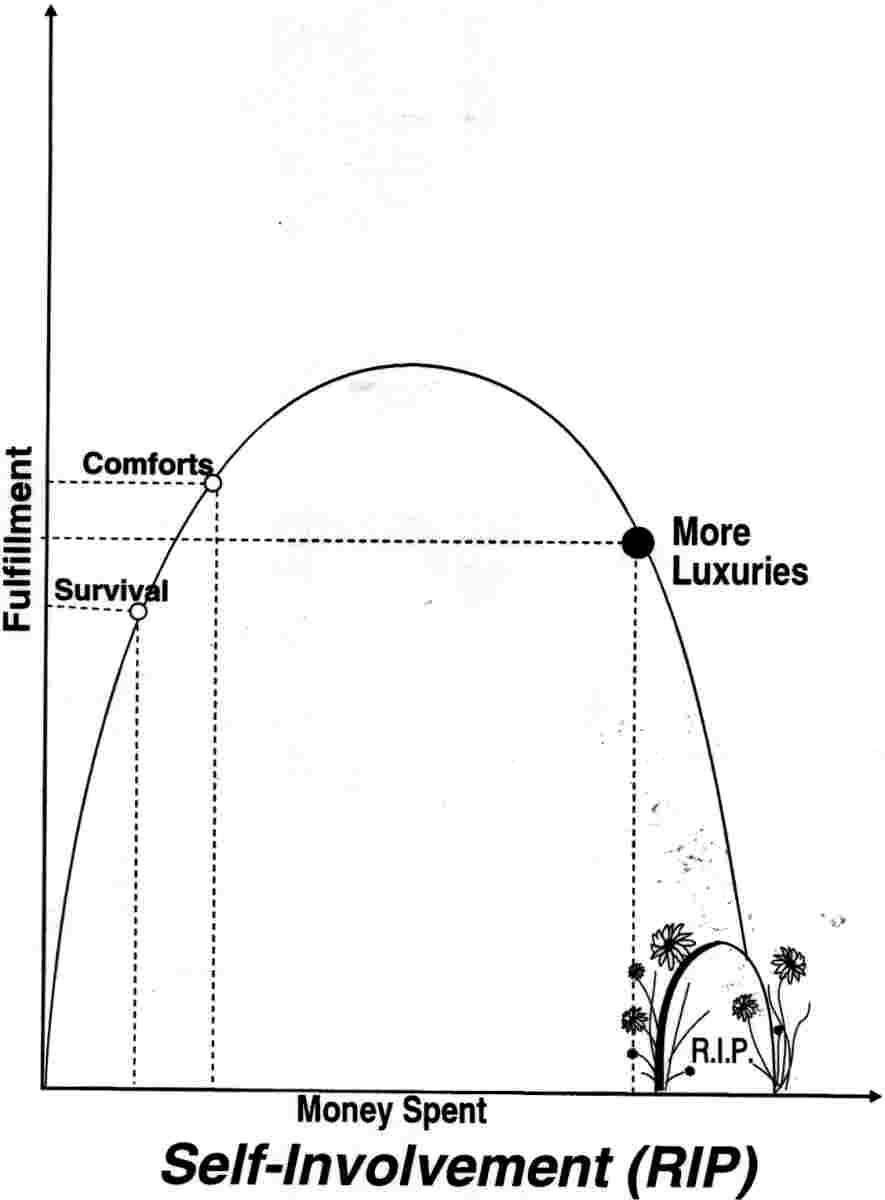 Fulfillment
Comforts
Survival
More
Luxuries
R.I.P.
Money Spent
Self-Involvement (RIP)